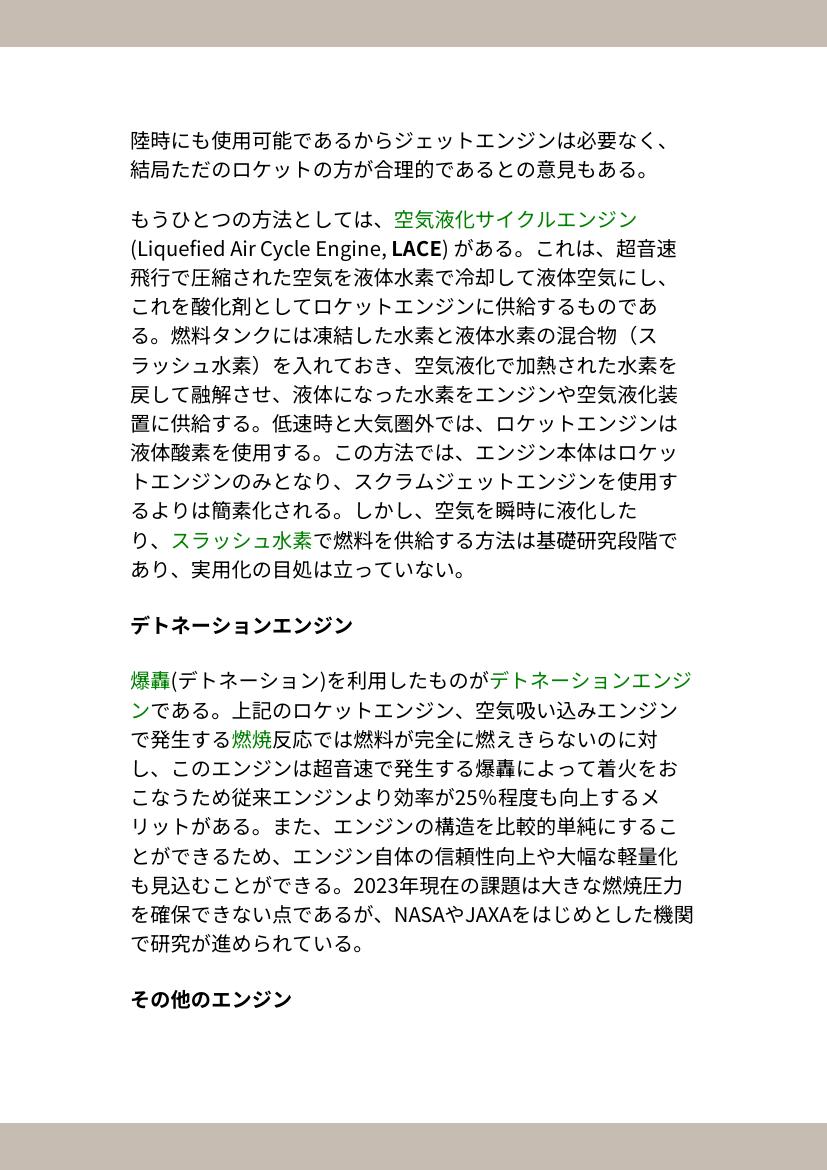 陸時にも使用可能であるからジェットエンジンは必要なく、
結局ただのロケットの方が合理的であるとの意見もある。
もうひとつの方法としては、空気液化サイクルエンジン
(Liquefied Air Cycle Engine, LACE) がある。これは、超音速
飛行で圧縮された空気を液体水素で冷却して液体空気にし、
これを酸化剤としてロケットエンジンに供給するものであ
る。燃料タンクには凍結した水素と液体水素の混合物（ス
ラッシュ水素）を入れておき、空気液化で加熱された水素を
戻して融解させ、液体になった水素をエンジンや空気液化装
置に供給する。低速時と大気圏外では、ロケットエンジンは
液体酸素を使用する。この方法では、エンジン本体はロケッ
トエンジンのみとなり、スクラムジェットエンジンを使用す
るよりは簡素化される。しかし、空気を瞬時に液化した
り、スラッシュ水素で燃料を供給する方法は基礎研究段階で
あり、実用化の目処は立っていない。
デトネーションエンジン
爆轟(デトネーション)を利用したものがデトネーションエンジ
ンである。上記のロケットエンジン、空気吸い込みエンジン
で発生する燃焼反応では燃料が完全に燃えきらないのに対
し、このエンジンは超音速で発生する爆轟によって着火をお
こなうため従来エンジンより効率が25%程度も向上するメ
リットがある。また、エンジンの構造を比較的単純にするこ
とができるため、エンジン自体の信頼性向上や大幅な軽量化
も見込むことができる。2023年現在の課題は大きな燃焼圧力
を確保できない点であるが、NASAやJAXAをはじめとした機関
で研究が進められている。
その他のエンジン